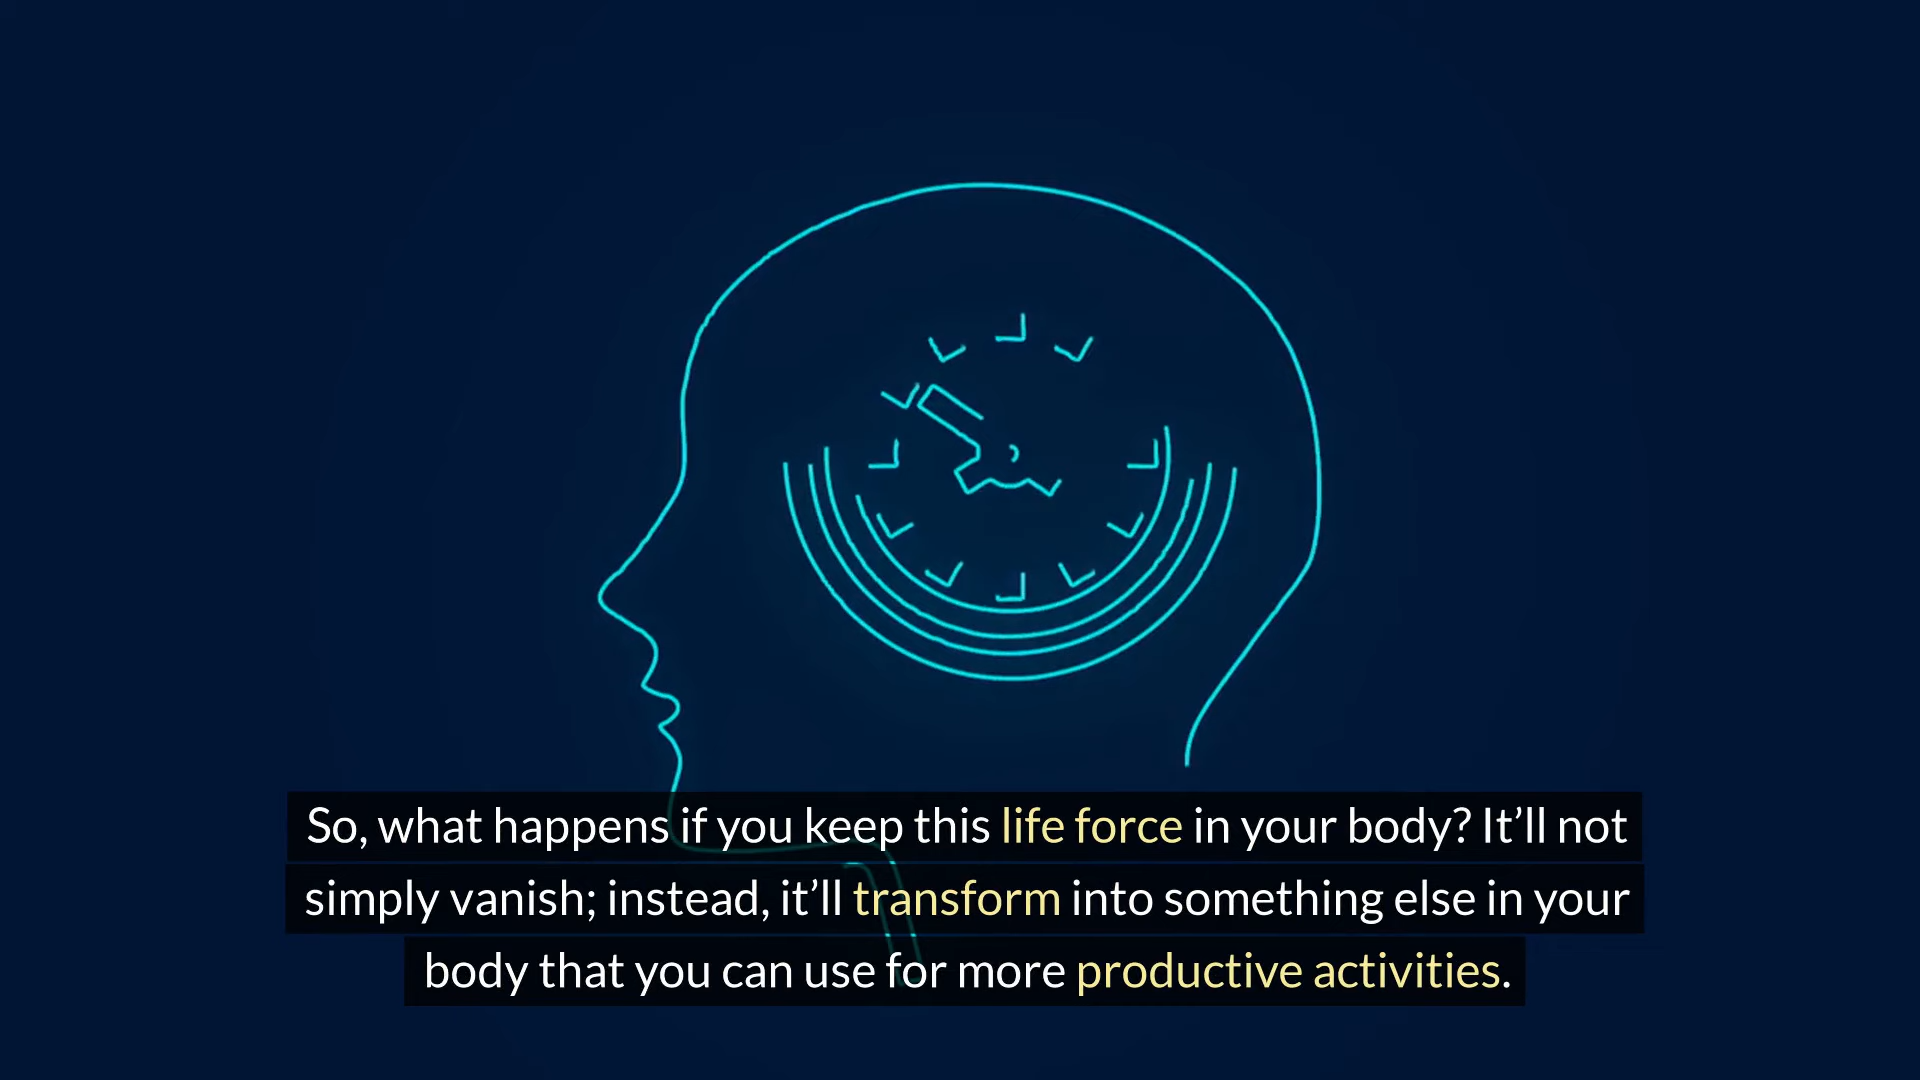 So, what happens if you keep this life force in your body? It’ll not
simply vanish; instead, it’ll transform into something else in your
body that you can use for more productive activities.